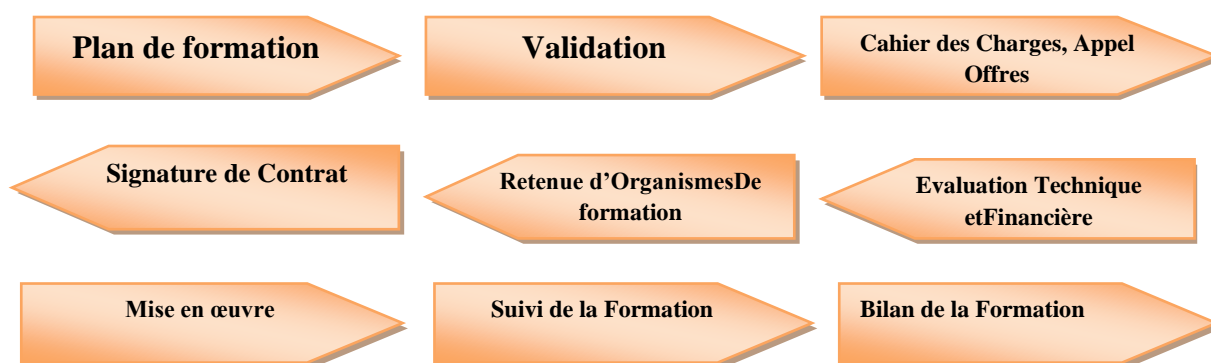 Plan de formation
Validation
Cahier des Charges, Appel
Offres
Evaluation Technique
etFinancière
Retenue d’OrganismesDe
formation
Signature de Contrat
Mise en œuvre
Suivi de la Formation
Bilan de la Formation